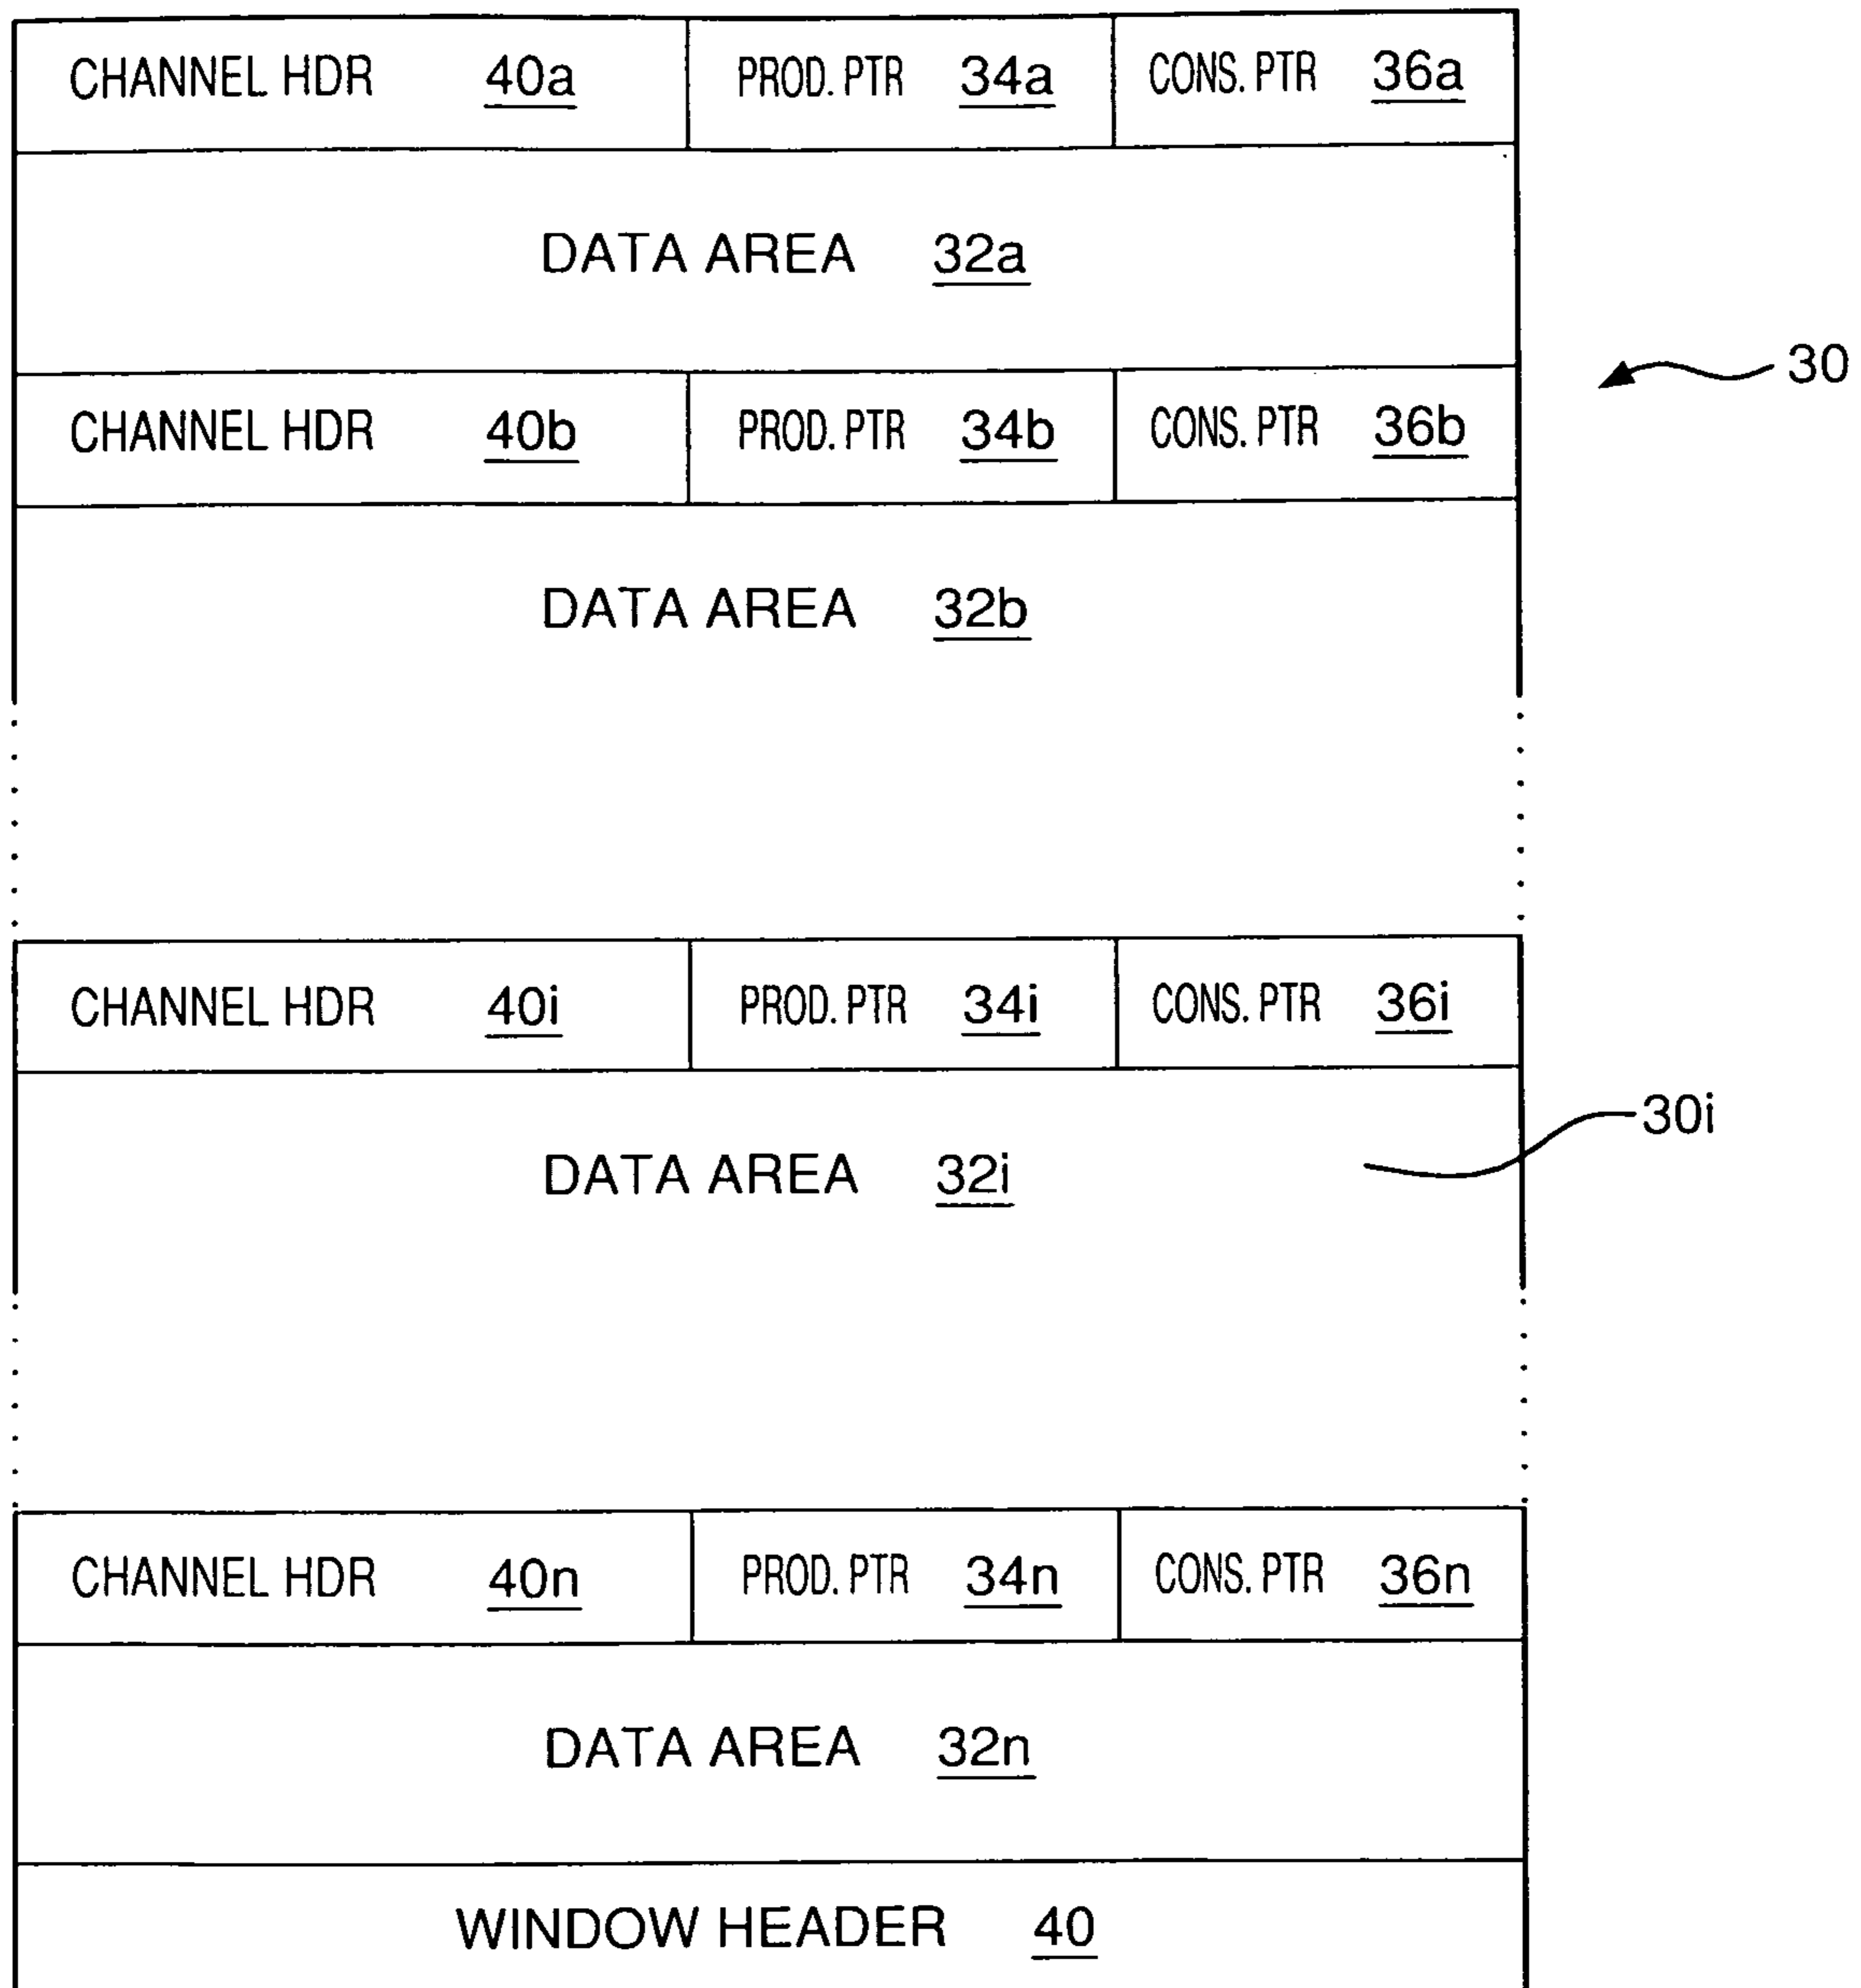 CHANNEL HDR 40a PROD. PTR 34a CONS. PTR 36a
DATA AREA 32a
30
CHANNEL HDR 40b PROD. PTR 34b CONS. PTR 36b
DATA AREA 32b
CHANNEL HDR 40i PROD. PTR 34i CONS. PTR 36i
30i
DATA AREA 32i
CHANNEL HDR 40n PROD. PTR 34n CONS. PTR 36n
DATA AREA 32n
WINDOW HEADER 40